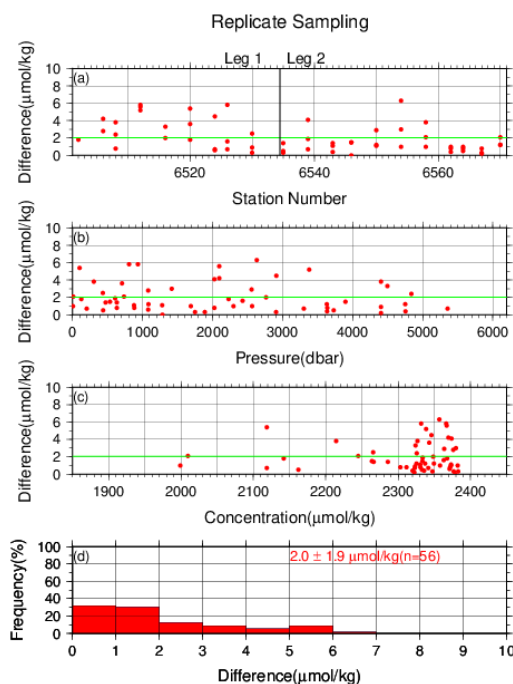 Replicate Sampling
Leg 1 Leg 2
(a)
10
8
6
4
2
0
Difference(μmol/kg)
6520 6540 6560
Station Number
(b)
10
8
6
4
2
0
Difference(μmol/kg)
0 1000 2000 3000 4000 5000 6000
Pressure(dbar)
(c)
10
8
6
4
2
0
Difference(μmol/kg)
1900 2000 2100 2200 2300 2400
Concentration(μmol/kg)
(d)
2.0 ± 1.9 μmol/kg(n=56)
100
80
60
40
20
0
Frequency(%)
0 1 2 3 4 5 6 7 8 9 10
Difference(μmol/kg)